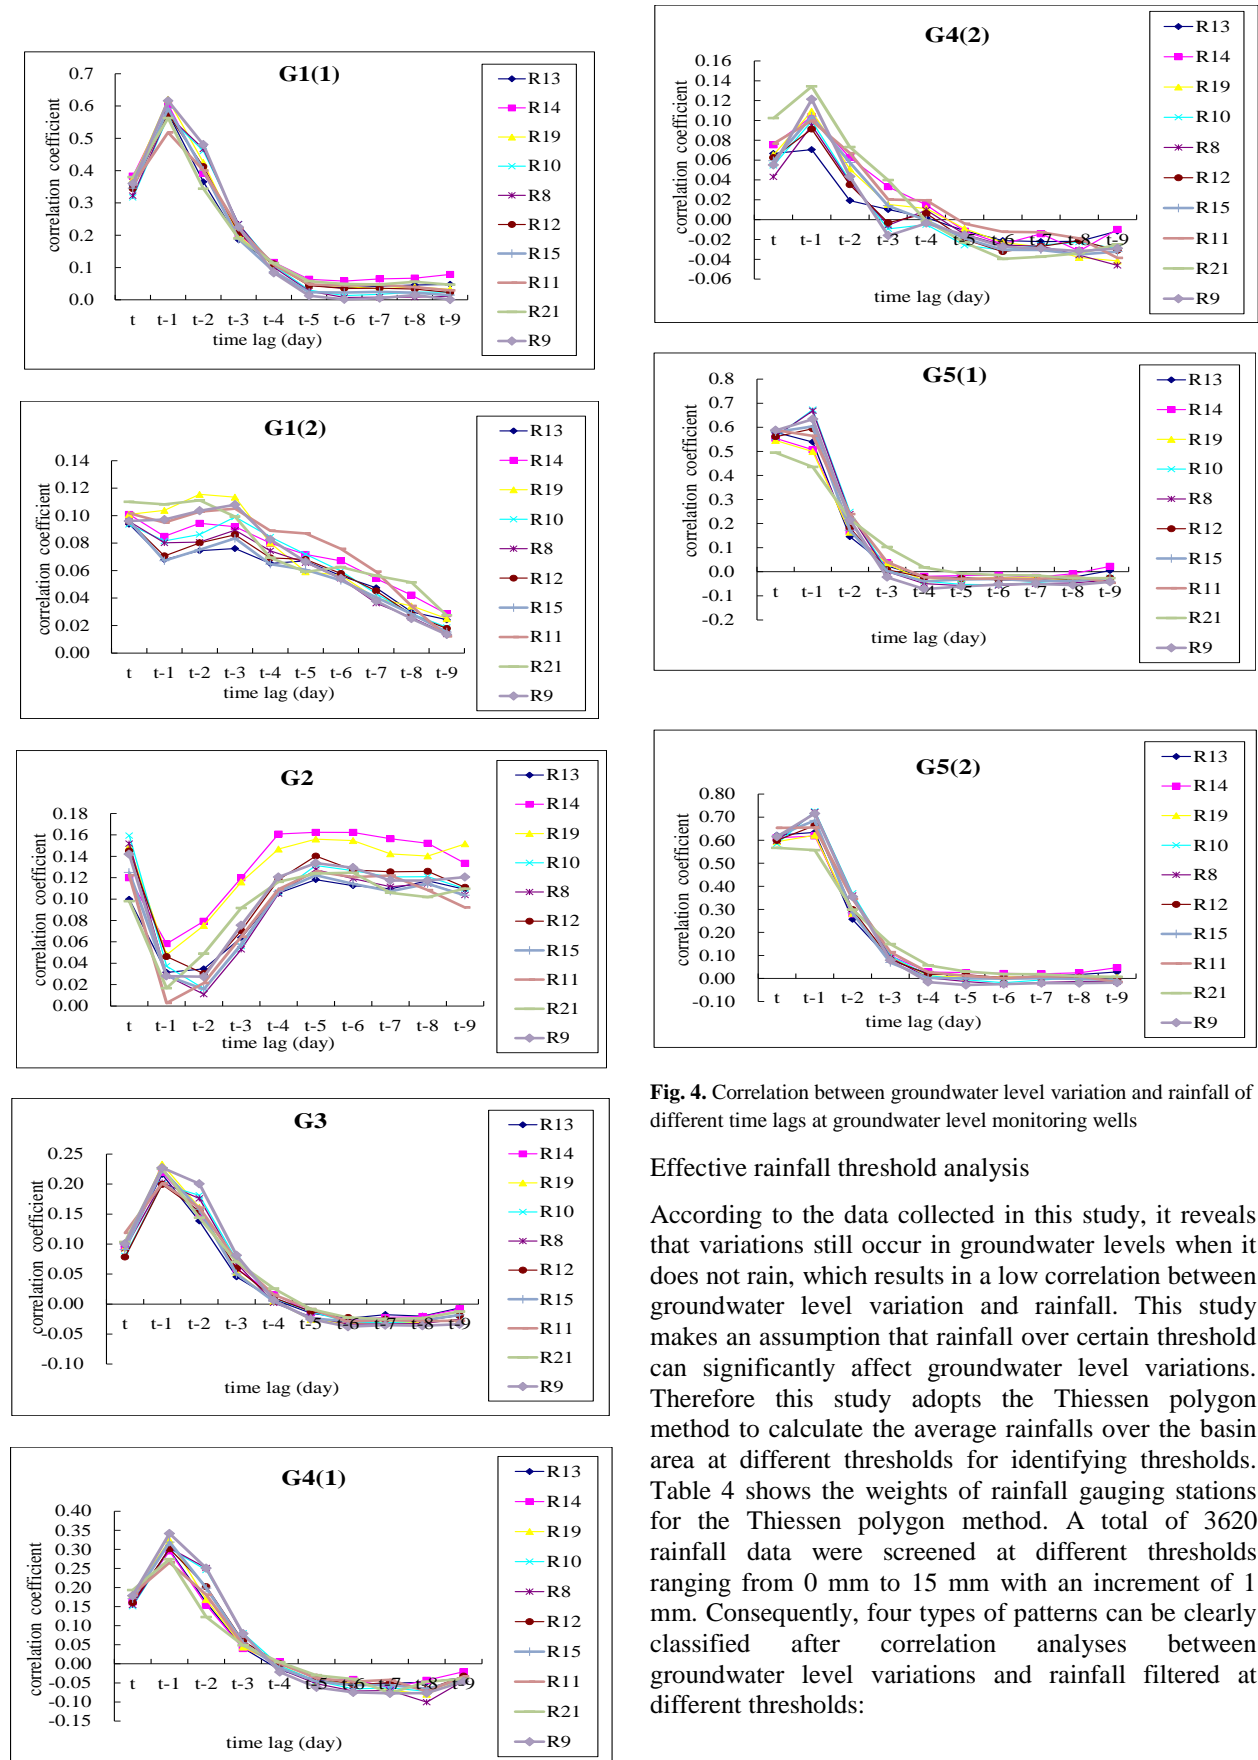 G1(1)
correlation coefficient
0.7
0.6
0.5
0.4
0.3
0.2
0.1
0.0
t t-1 t-2 t-3 t-4 t-5 t-6 t-7 t-8 t-9
time lag (day)
R13
R14
R19
R10
R8
R12
R15
R11
R21
R9
G1(2)
correlation coefficient
0.14
0.12
0.10
0.08
0.06
0.04
0.02
0.00
t t-1 t-2 t-3 t-4 t-5 t-6 t-7 t-8 t-9
time lag (day)
R13
R14
R19
R10
R8
R12
R15
R11
R21
R9
G2
correlation coefficient
0.18
0.16
0.14
0.12
0.10
0.08
0.06
0.04
0.02
0.00
t t-1 t-2 t-3 t-4 t-5 t-6 t-7 t-8 t-9
time lag (day)
R13
R14
R19
R10
R8
R12
R15
R11
R21
R9
G3
correlation coefficient
0.25
0.20
0.15
0.10
0.05
0.00
-0.05
-0.10
t t-1 t-2 t-3 t-4 t-5 t-6 t-7 t-8 t-9
time lag (day)
R13
R14
R19
R10
R8
R12
R15
R11
R21
R9
G4(1)
correlation coefficient
0.40
0.35
0.30
0.25
0.20
0.15
0.10
0.05
0.00
-0.05
-0.10
-0.15
t t-1 t-2 t-3 t-4 t-5 t-6 t-7 t-8 t-9
time lag (day)
R13
R14
R19
R10
R8
R12
R15
R11
R21
R9
G4(2)
correlation coefficient
0.16
0.14
0.12
0.10
0.08
0.06
0.04
0.02
0.00
-0.02
-0.04
-0.06
t t-1 t-2 t-3 t-4 t-5 t-6 t-7 t-8 t-9
time lag (day)
R13
R14
R19
R10
R8
R12
R15
R11
R21
R9
G5(1)
correlation coefficient
0.8
0.7
0.6
0.5
0.4
0.3
0.2
0.1
0.0
-0.1
-0.2
t t-1 t-2 t-3 t-4 t-5 t-6 t-7 t-8 t-9
time lag (day)
R13
R14
R19
R10
R8
R12
R15
R11
R21
R9
G5(2)
correlation coefficient
0.80
0.70
0.60
0.50
0.40
0.30
0.20
0.10
0.00
-0.10
t t-1 t-2 t-3 t-4 t-5 t-6 t-7 t-8 t-9
time lag (day)
R13
R14
R19
R10
R8
R12
R15
R11
R21
R9
Fig. 4. Correlation between groundwater level variation and rainfall of
different time lags at groundwater level monitoring wells
Effective rainfall threshold analysis
According to the data collected in this study, it reveals
that variations still occur in groundwater levels when it
does not rain, which results in a low correlation between
groundwater level variation and rainfall. This study
makes an assumption that rainfall over certain threshold
can significantly affect groundwater level variations.
Therefore this study adopts the Thiessen polygon
method to calculate the average rainfalls over the basin
area at different thresholds for identifying thresholds.
Table 4 shows the weights of rainfall gauging stations
for the Thiessen polygon method. A total of 3620
rainfall data were screened at different thresholds
ranging from 0 mm to 15 mm with an increment of 1
mm. Consequently, four types of patterns can be clearly
classified after correlation analyses between
groundwater level variations and rainfall filtered at
different thresholds: